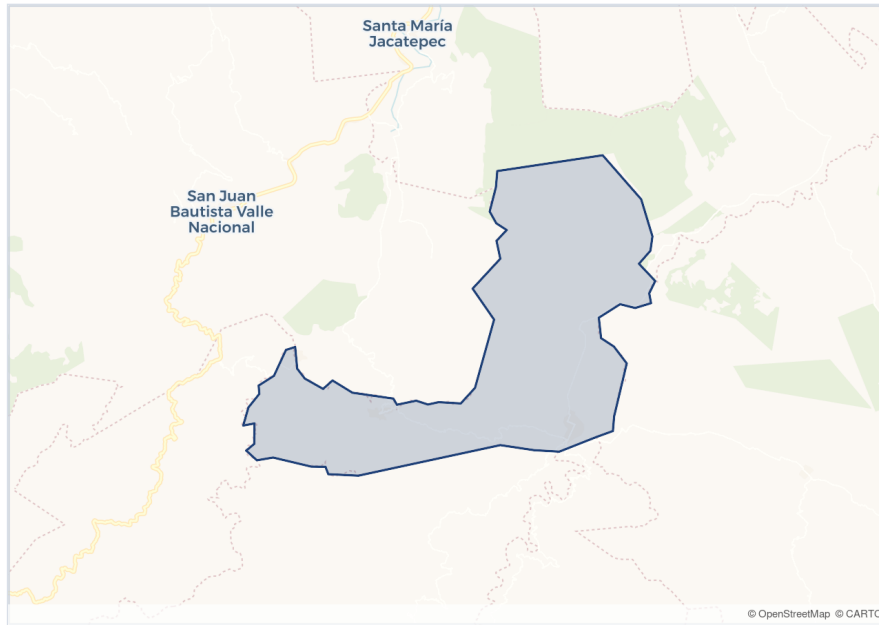 Santa María
Jacatepec
San Juan
Bautista Valle
Nacional
© OpenStreetMap © CARTO